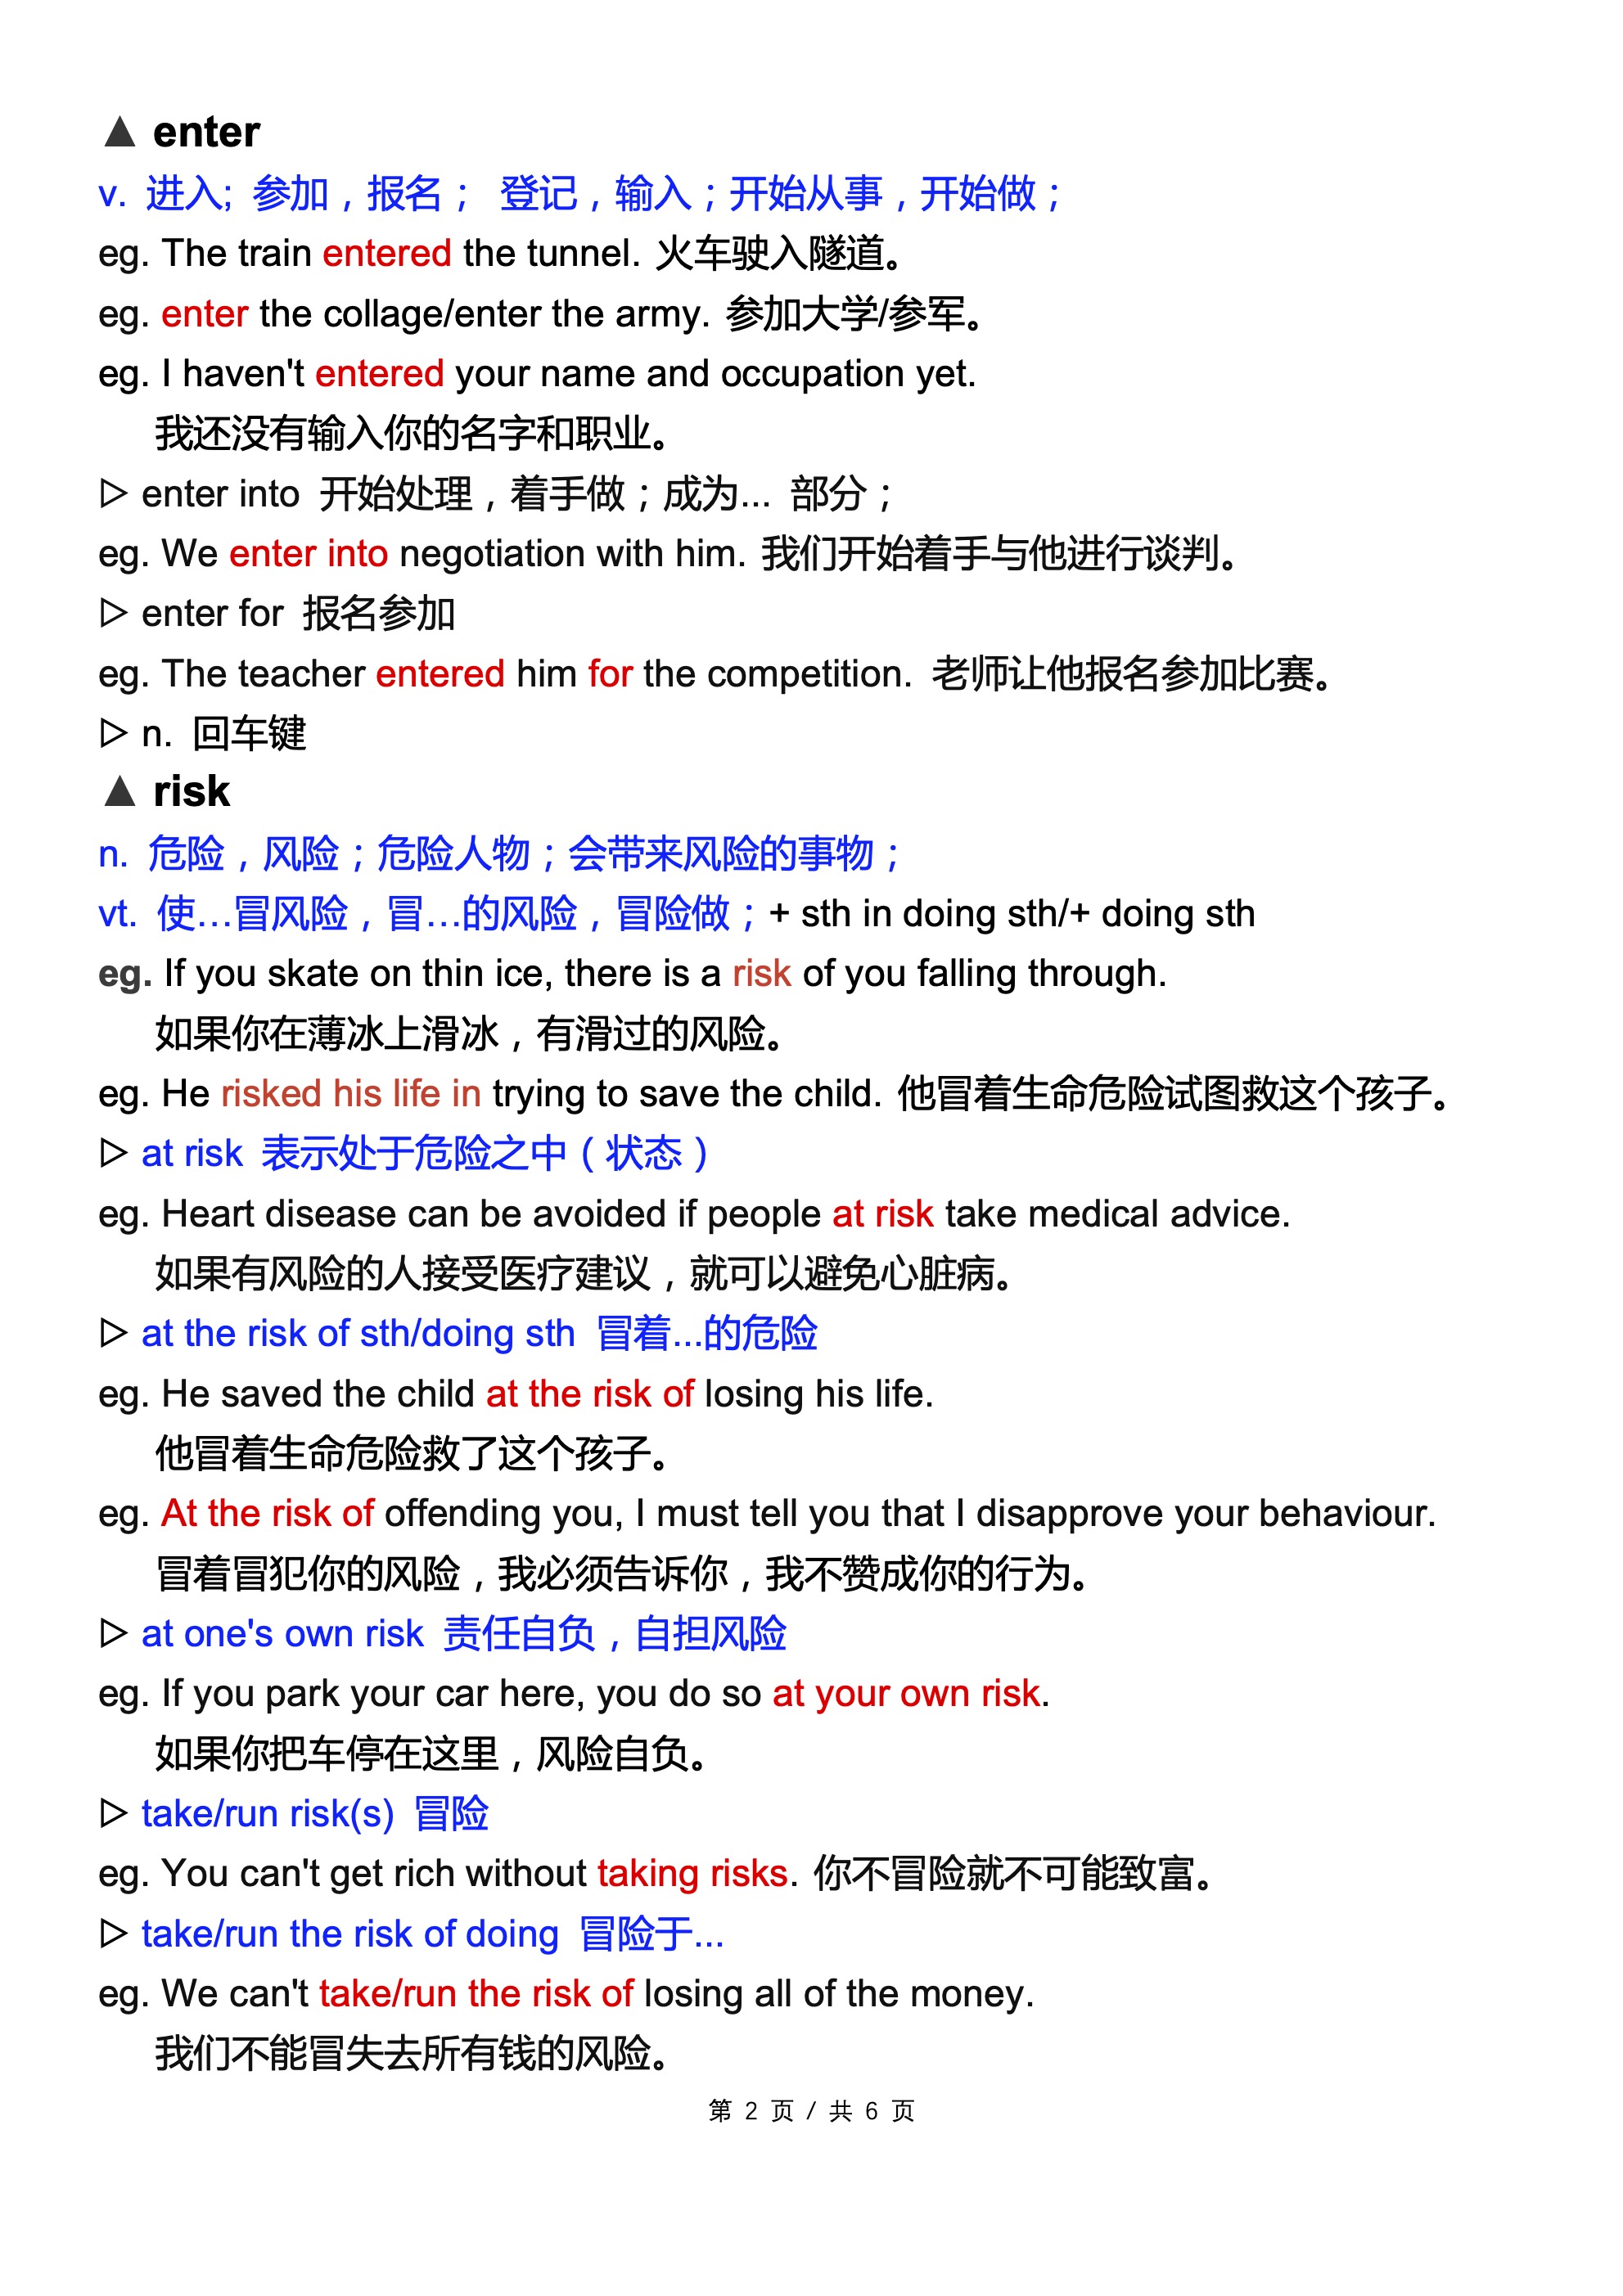 ▲ enter
v. 进入; 参加，报名； 登记，输入；开始从事，开始做；
eg. The train entered the tunnel. 火车驶入隧道。
eg. enter the collage/enter the army. 参加大学/参军。
eg. I haven't entered your name and occupation yet.
我还没有输入你的名字和职业。
▷ enter into 开始处理，着手做；成为... 部分；
eg. We enter into negotiation with him. 我们开始着手与他进行谈判。
▷ enter for 报名参加
eg. The teacher entered him for the competition. 老师让他报名参加比赛。
▷ n. 回车键
▲ risk
n. 危险，风险；危险人物；会带来风险的事物；
vt. 使...冒风险，冒...的风险，冒险做；+ sth in doing sth/+ doing sth
eg. If you skate on thin ice, there is a risk of you falling through.
如果你在薄冰上滑冰，有滑过的风险。
eg. He risked his life in trying to save the child. 他冒着生命危险试图救这个孩子。
▷ at risk 表示处于危险之中（状态）
eg. Heart disease can be avoided if people at risk take medical advice.
如果有风险的人接受医疗建议，就可以避免心脏病。
▷ at the risk of sth/doing sth 冒着...的危险
eg. He saved the child at the risk of losing his life.
他冒着生命危险救了这个孩子。
eg. At the risk of offending you, I must tell you that I disapprove your behaviour.
冒着冒犯你的风险，我必须告诉你，我不赞成你的行为。
▷ at one's own risk 责任自负，自担风险
eg. If you park your car here, you do so at your own risk.
如果你把车停在这里，风险自负。
▷ take/run risk(s) 冒险
eg. You can't get rich without taking risks. 你不冒险就不可能致富。
▷ take/run the risk of doing 冒险于...
eg. We can't take/run the risk of losing all of the money.
我们不能冒失去所有钱的风险。
第 2 页 / 共 6 页